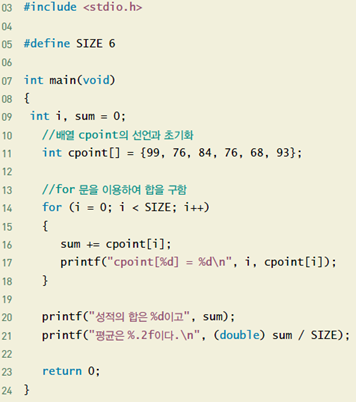 03 #include <stdio.h>
04
05 #define SIZE 6
06
07 int main(void)
08 {
09 int i, sum = 0;
10 //배열 cpoint의 선언과 초기화
11 int cpoint[] = {99, 76, 84, 76, 68, 93};
12
13 //for 문을 이용하여 합을 구함
14 for (i = 0; i < SIZE; i++)
15 {
16 sum += cpoint[i];
17 printf("cpoint[%d] = %d\n", i, cpoint[i]);
18 }
19
20 printf("성적의 합은 %d이고", sum);
21 printf("평균은 %.2f이다.\n", (double) sum / SIZE);
22
23 return 0;
24 }